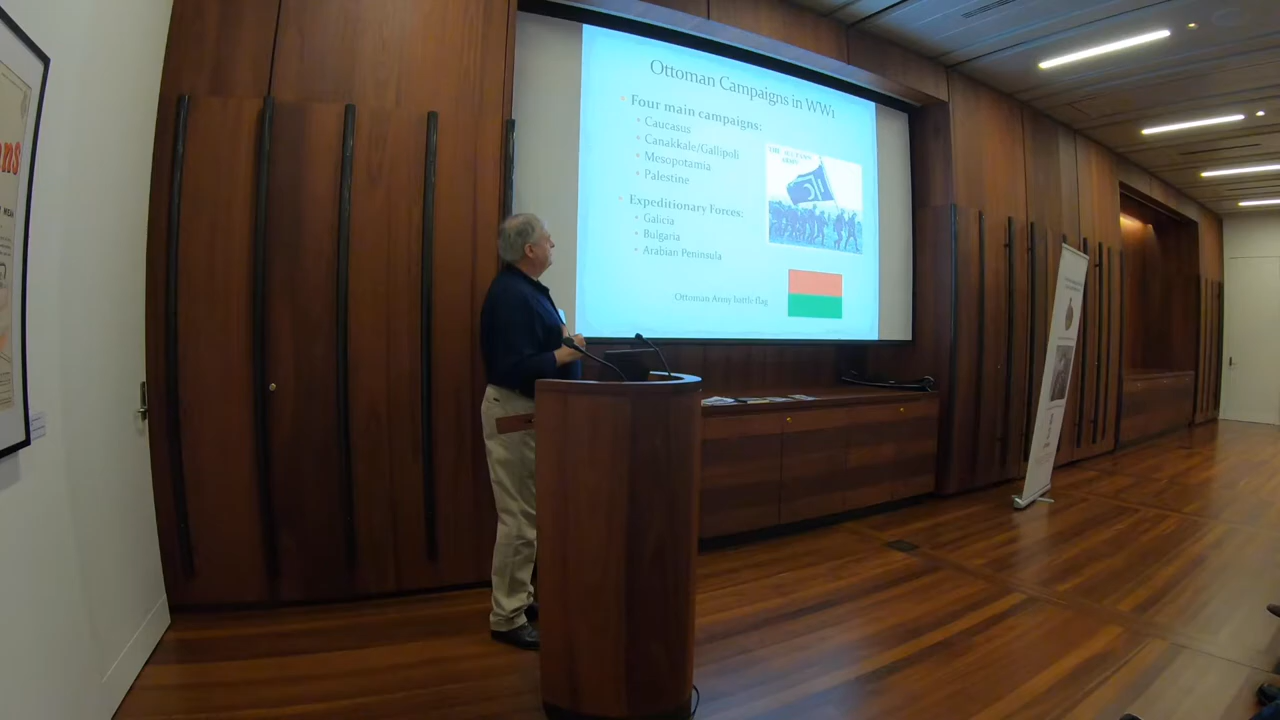 Ottoman Campaigns in WW1
Four main campaigns:
Caucasus
Canakkale/Gallipoli
Mesopotamia
Palestine
Expeditionary Forces:
Galicia
Bulgaria
Arabian Peninsula
Ottoman Army battle flag